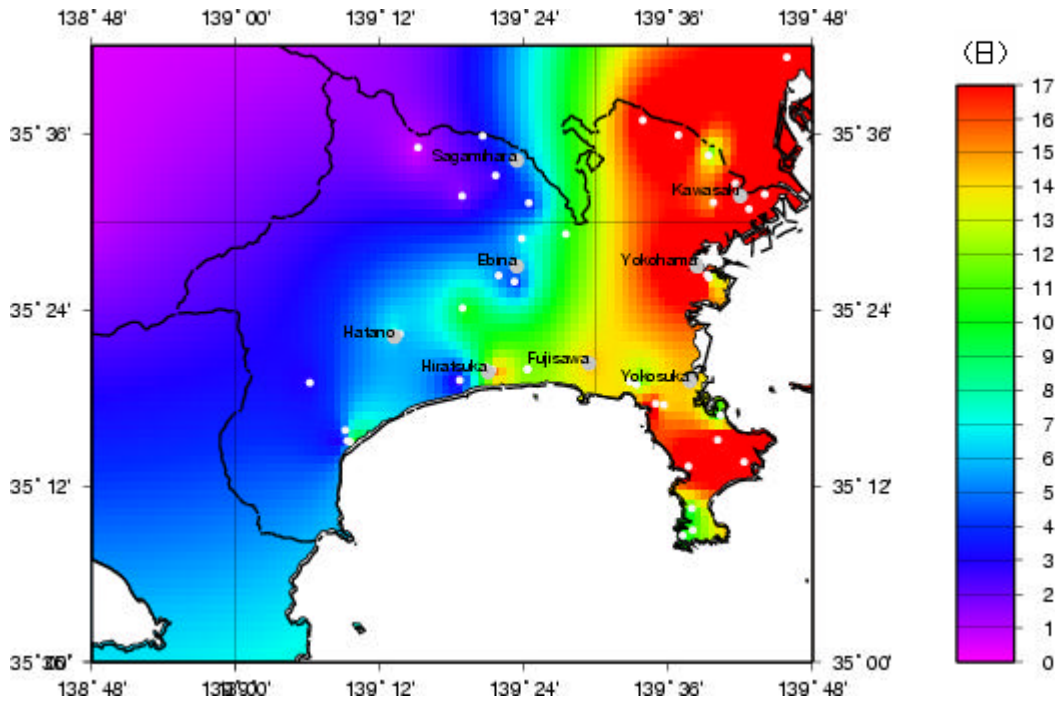 138° 48' 139° 00' 139° 12' 139° 24' 139° 36' 139° 48'
(日)
17
16
15
14
13
12
11
10
9
8
7
6
5
4
3
2
1
0
35° 36' 35° 36'
Sagamihara
Kawasaki
Ebina
Yokohama
35° 24' 35° 24'
Hatano
Hiratsuka
Fujisawa
Yokosuka
35° 12' 35° 12'
35° 00'
138° 48' 139° 12' 139° 24' 139° 36' 139° 48'